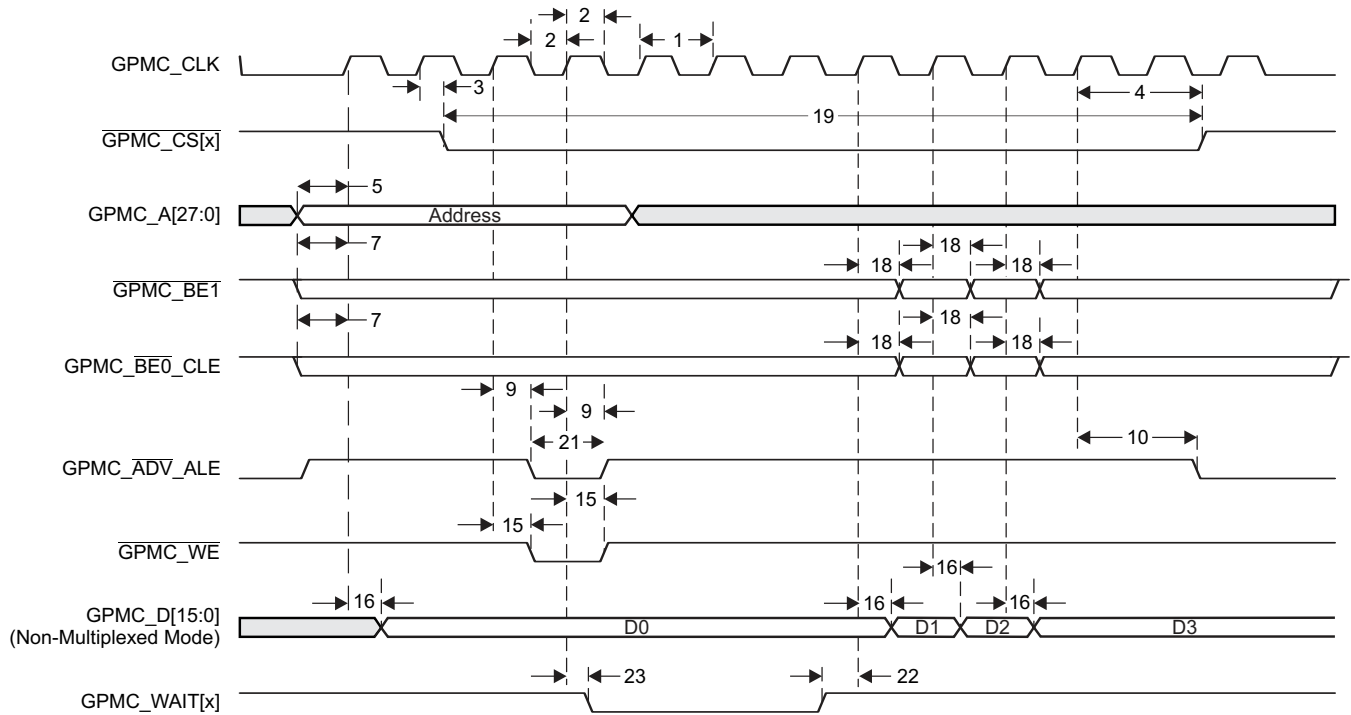 2
2
1
GPMC_CLK
3
4
19
GPMC_CS[x]
5
GPMC_A[27:0]
Address
7
18
18
18
GPMC_BE1
7
18
18
18
GPMC_BE0_CLE
9
9
21
10
GPMC_ADV_ALE
15
15
GPMC_WE
16
16
16
16
GPMC_D[15:0]
(Non-Multiplexed Mode)
D0
D1
D2
D3
23
22
GPMC_WAIT[x]